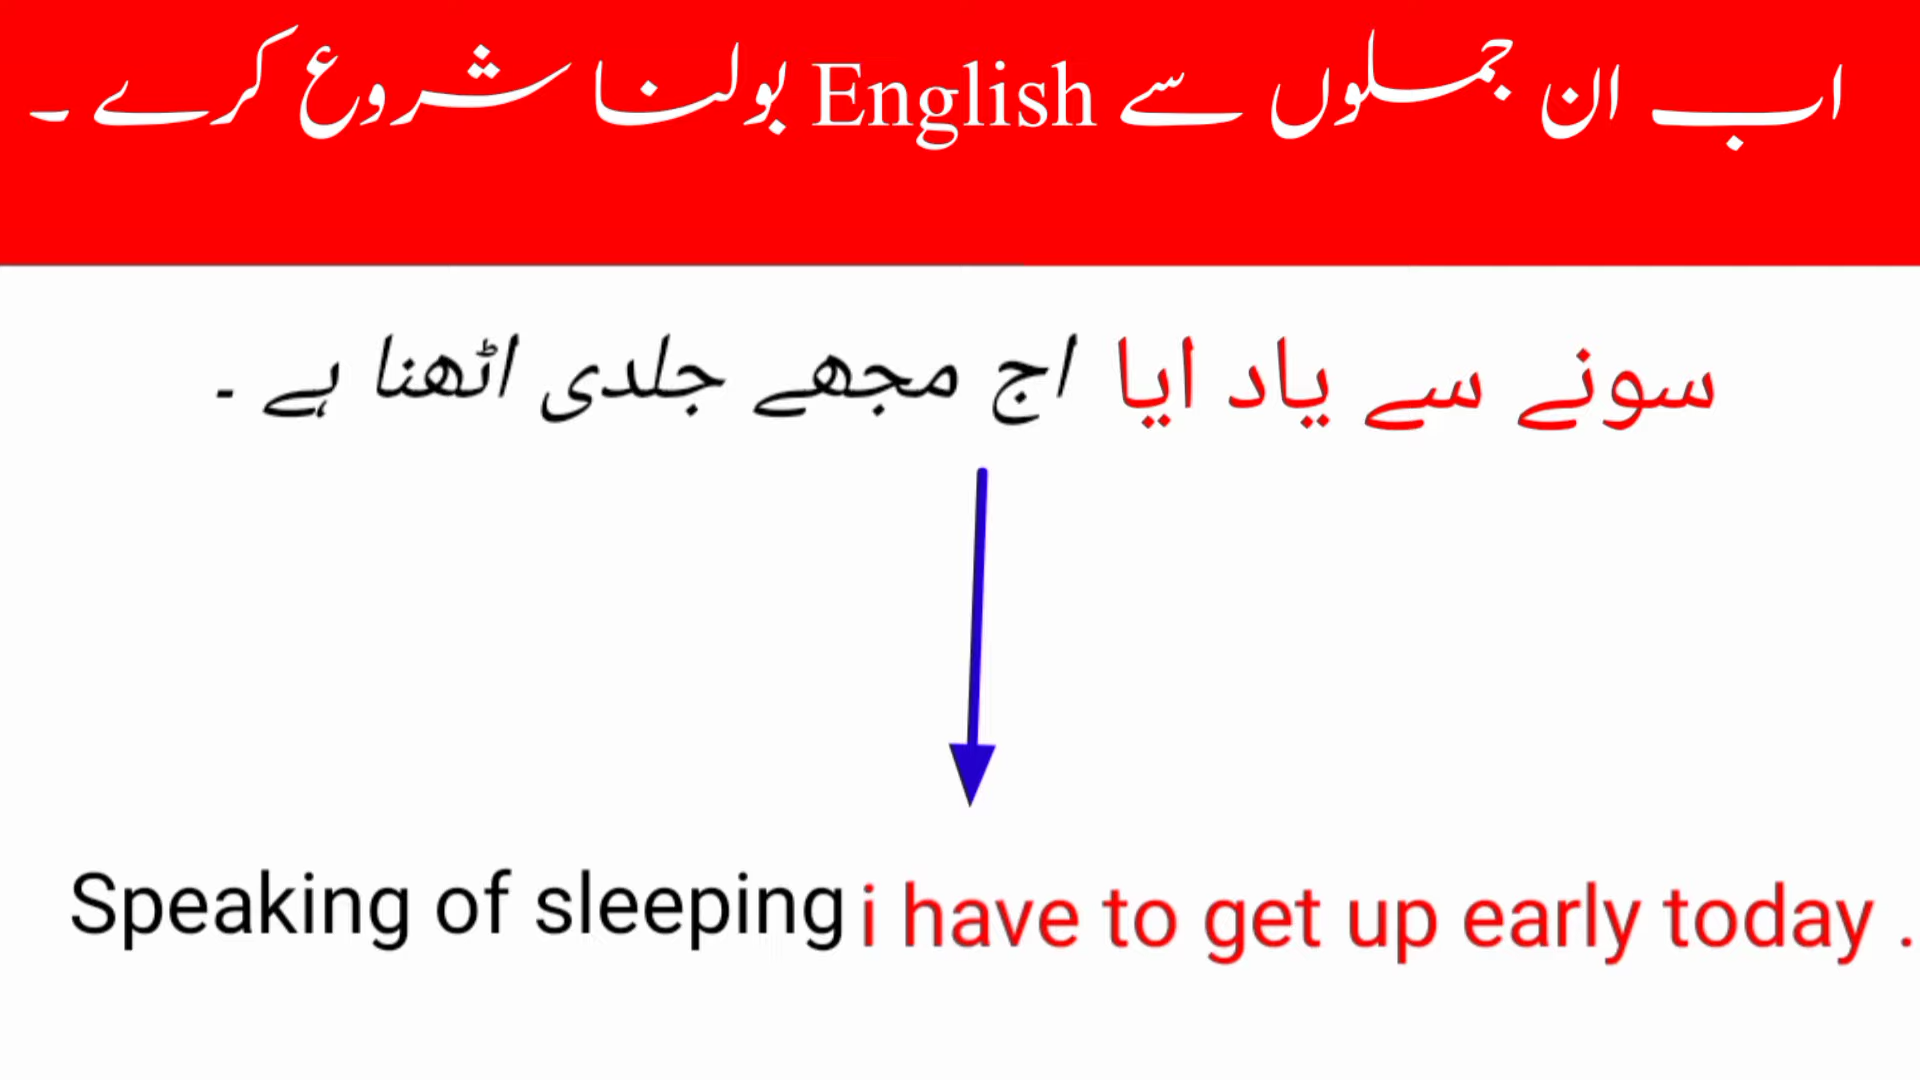 اب ان جملوں سے English بولنا شروع کرے ۔
سونے سے یاد ایا اج مجھے جلدی اٹھنا ہے ۔
Speaking of sleeping i have to get up early today .